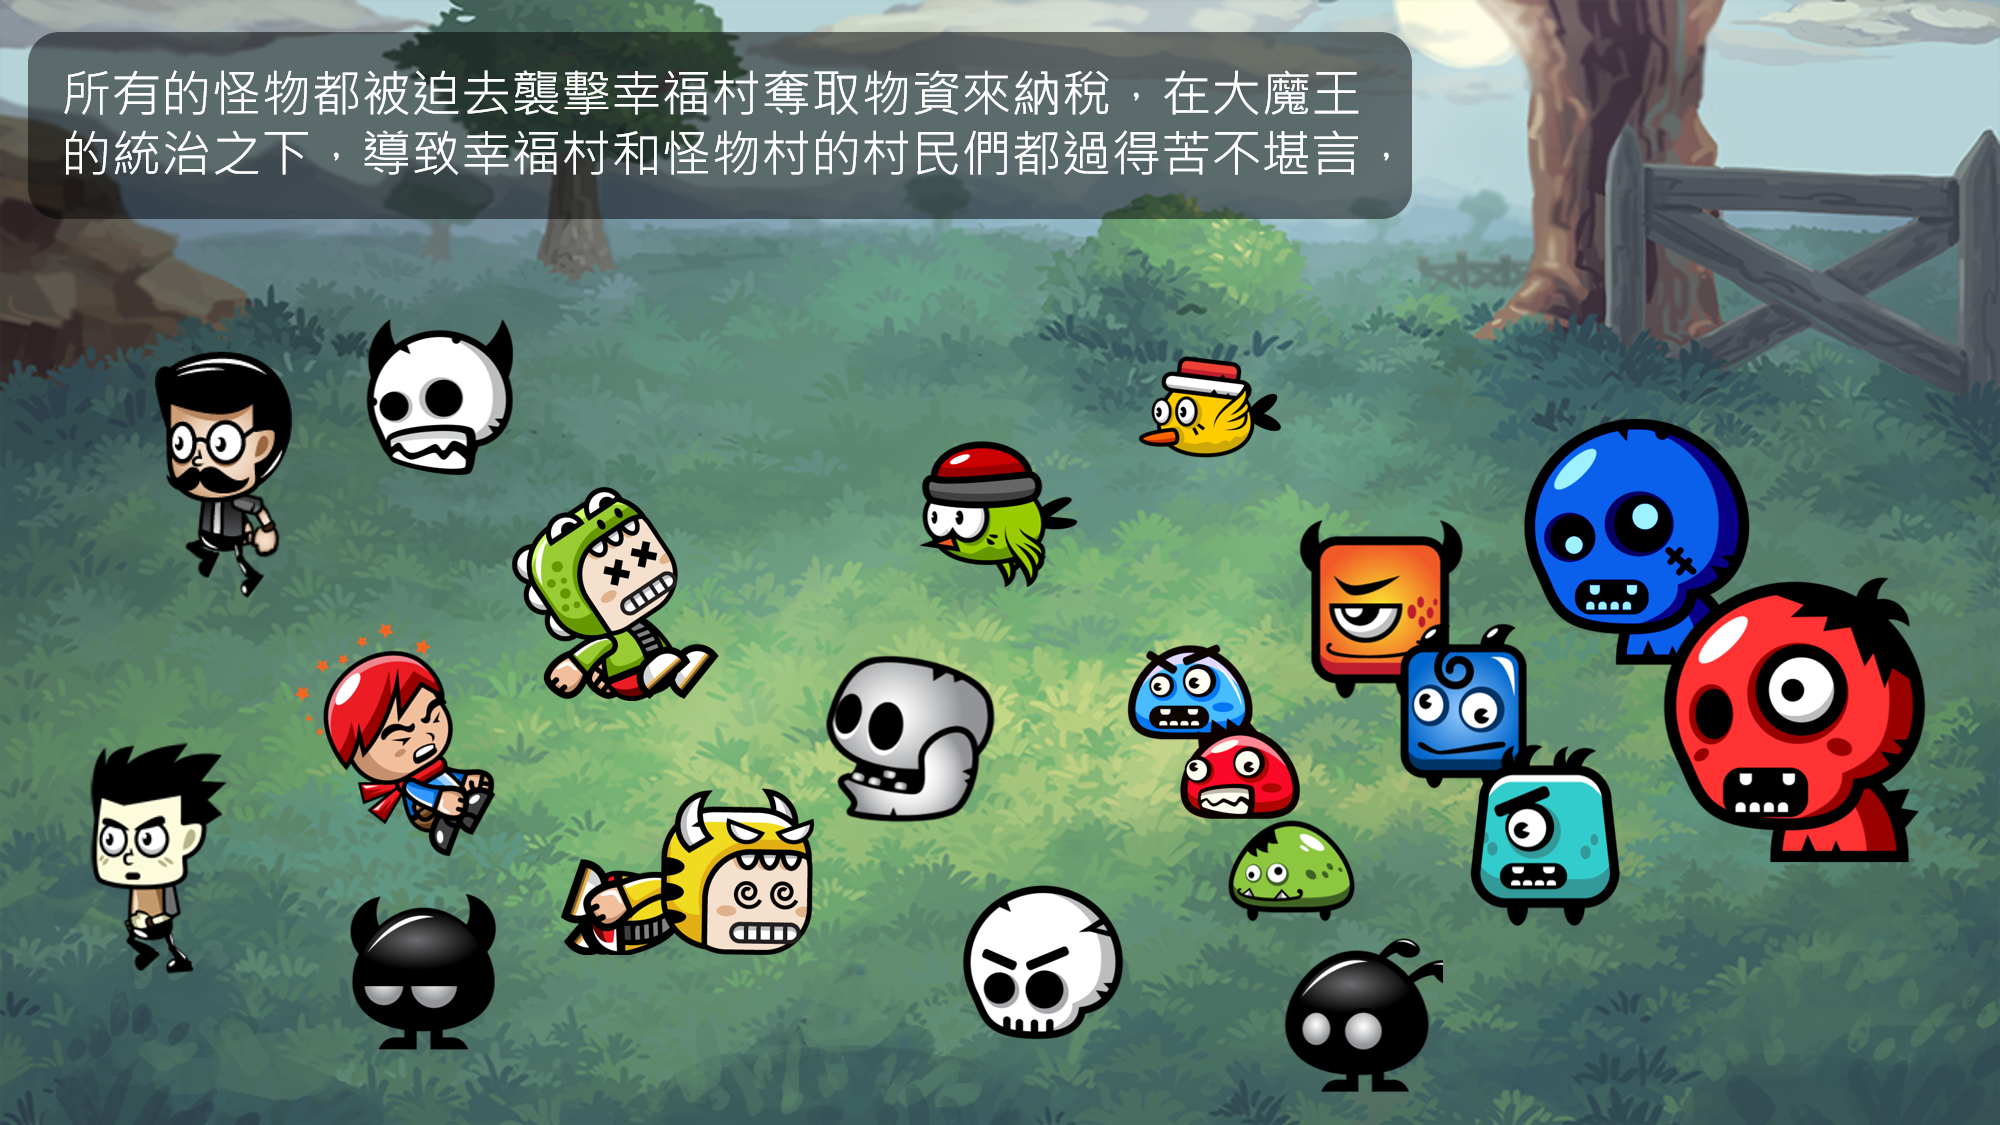 所有的怪物都被迫去襲擊幸福村奪取物資來納稅，在大魔王
的統治之下，導致幸福村和怪物村的村民們都過得苦不堪言，